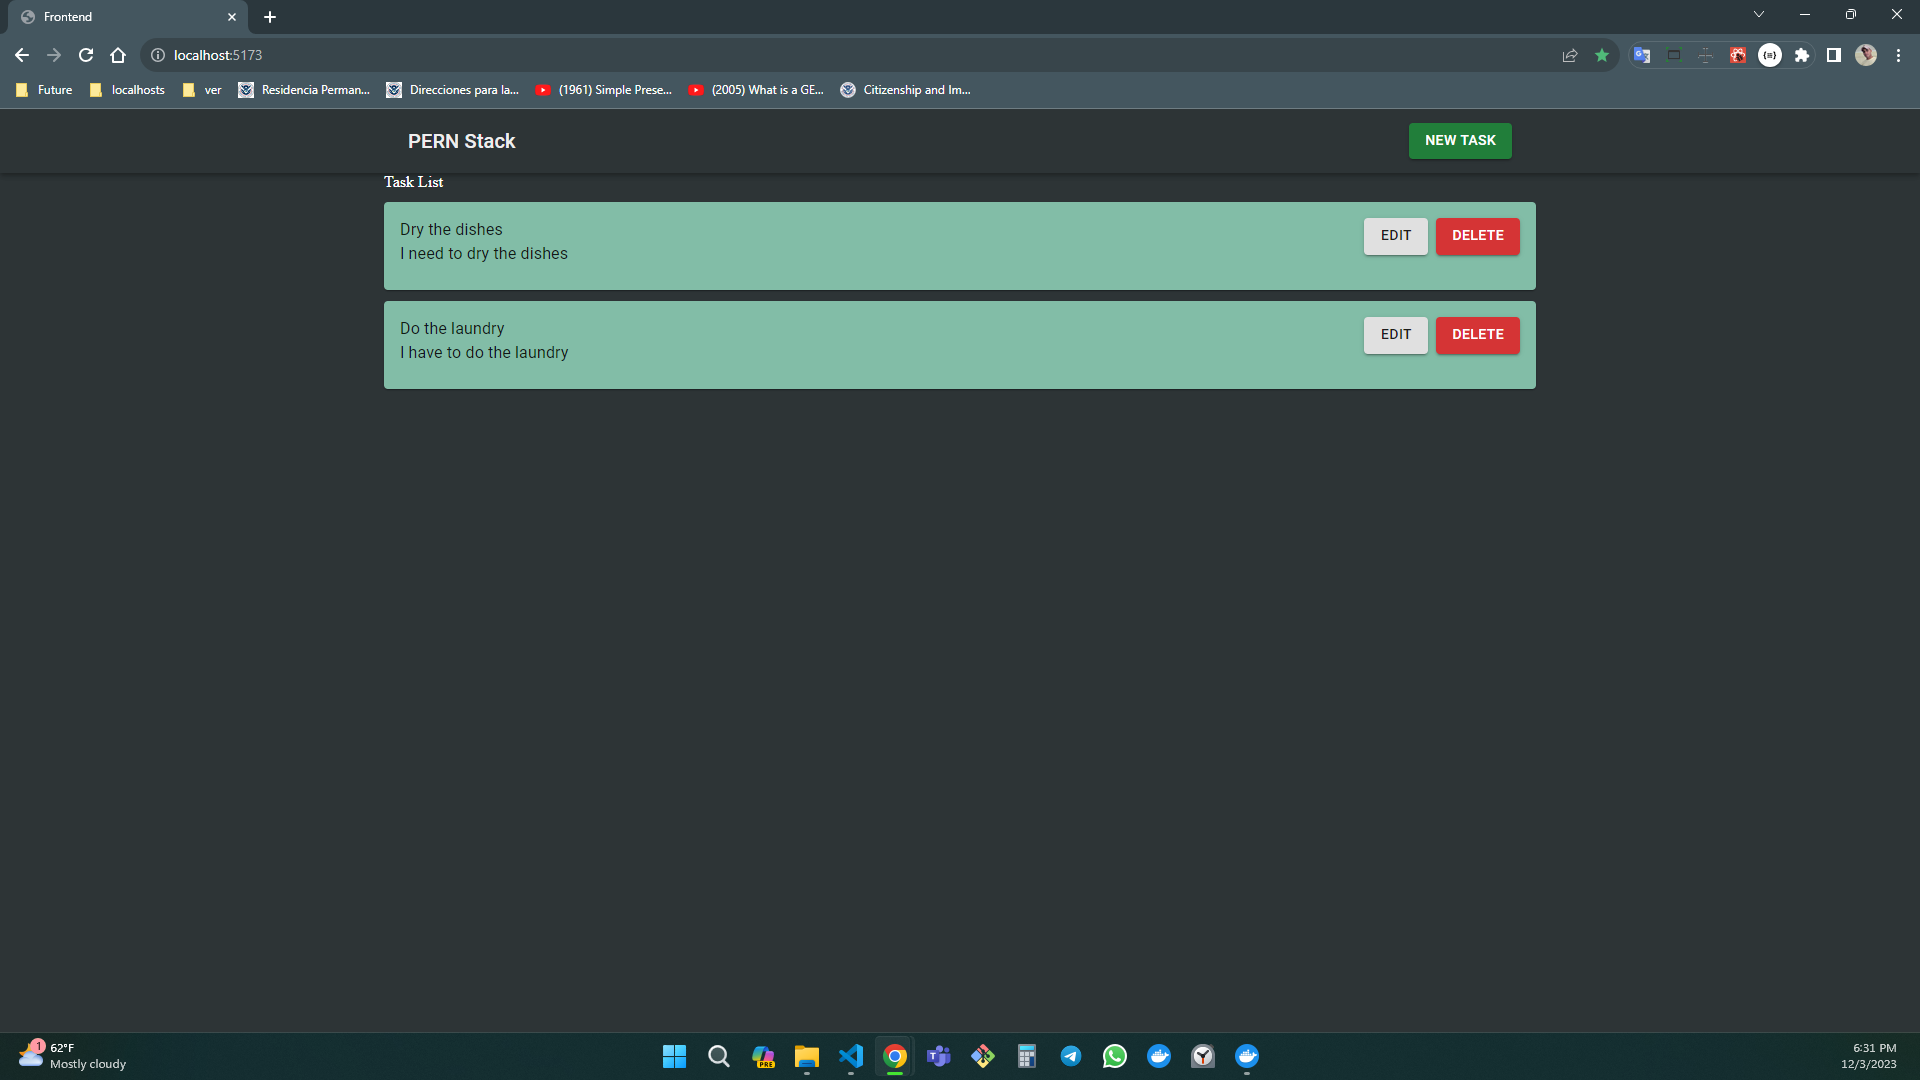 Frontend
localhost:5173
Future localhosts ver Residencia Perman... Direcciones para la... (1961) Simple Prese... (2005) What is a GE... Citizenship and Im...
PERN Stack NEW TASK
Task List
Dry the dishes EDIT DELETE
I need to dry the dishes
Do the laundry EDIT DELETE
I have to do the laundry
1 62°F
Mostly cloudy
PRE
6:31 PM
12/3/2023